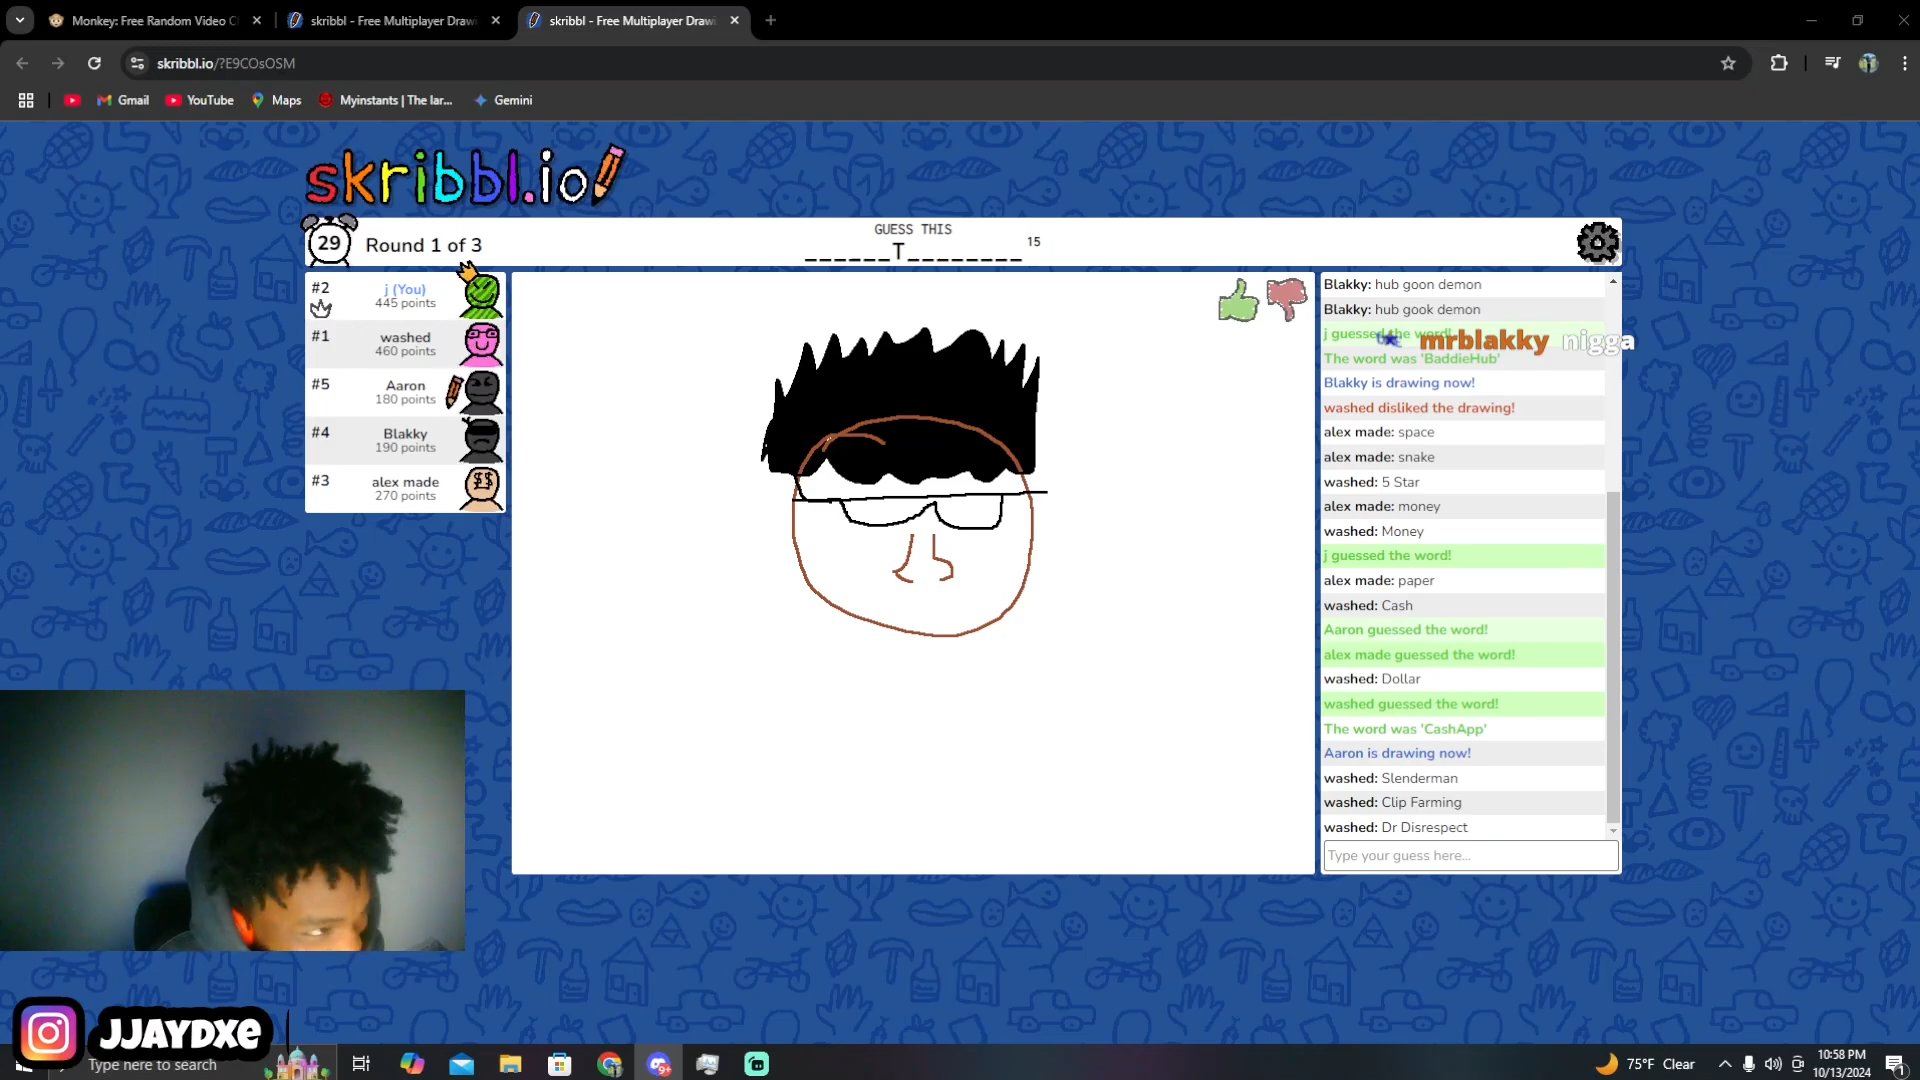 Monkey: Free Random Video C
skribbl - Free Multiplayer Drawi
skribbl - Free Multiplayer Drawi
skribbl.io/?E9COsOSM
Gmail
YouTube
Maps
Myinstants | The lar...
Gemini
skribbl.io
29
Round 1 of 3
GUESS THIS
______T________ 15
#2
j (You)
445 points
#1
washed
460 points
#5
Aaron
180 points
#4
Blakky
190 points
#3
alex made
270 points
Blakky: hub goon demon
Blakky: hub gook demon
j guessed the word!
mrblakky nigga
The word was 'BaddieHub'
Blakky is drawing now!
washed disliked the drawing!
alex made: space
alex made: snake
washed: 5 Star
alex made: money
washed: Money
j guessed the word!
alex made: paper
washed: Cash
Aaron guessed the word!
alex made guessed the word!
washed: Dollar
washed guessed the word!
The word was 'CashApp'
Aaron is drawing now!
washed: Slenderman
washed: Clip Farming
washed: Dr Disrespect
Type your guess here...
JJAYDXE
Type here to search
9+
75°F Clear
10:58 PM
10/13/2024
1